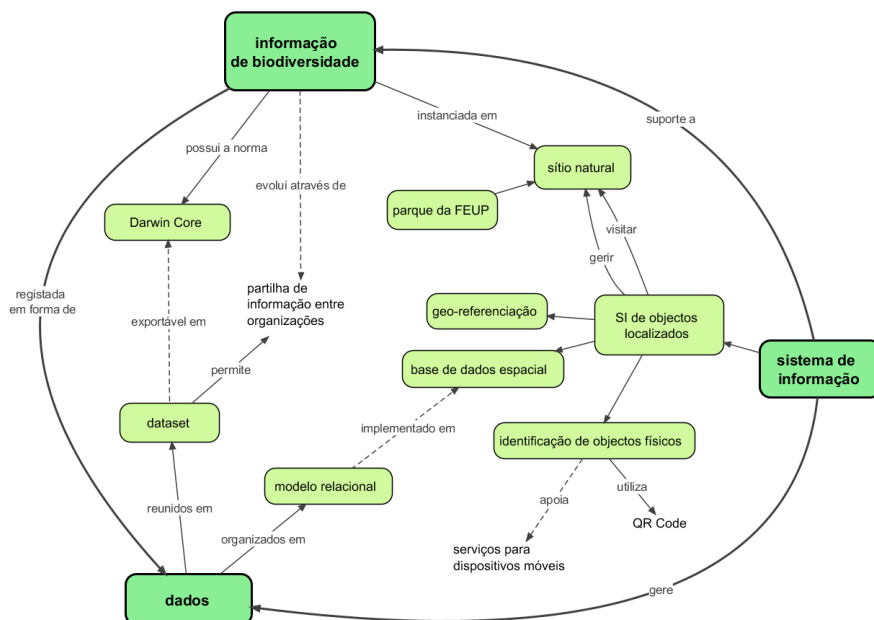 informação
de biodiversidade
suporte a
instanciada em
possui a norma
sítio natural
evolui através de
parque da FEUP
Darwin Core
visitar
gerir
registada
em forma de
partilha de
informação entre
organizações
geo-referenciação
SI de objectos
localizados
exportável em
sistema de
informação
permite
base de dados espacial
dataset
implementado em
identificação de objectos físicos
modelo relacional
apoia
utiliza
reunidos em
QR Code
organizados em
serviços para
dispositivos móveis
gere
dados